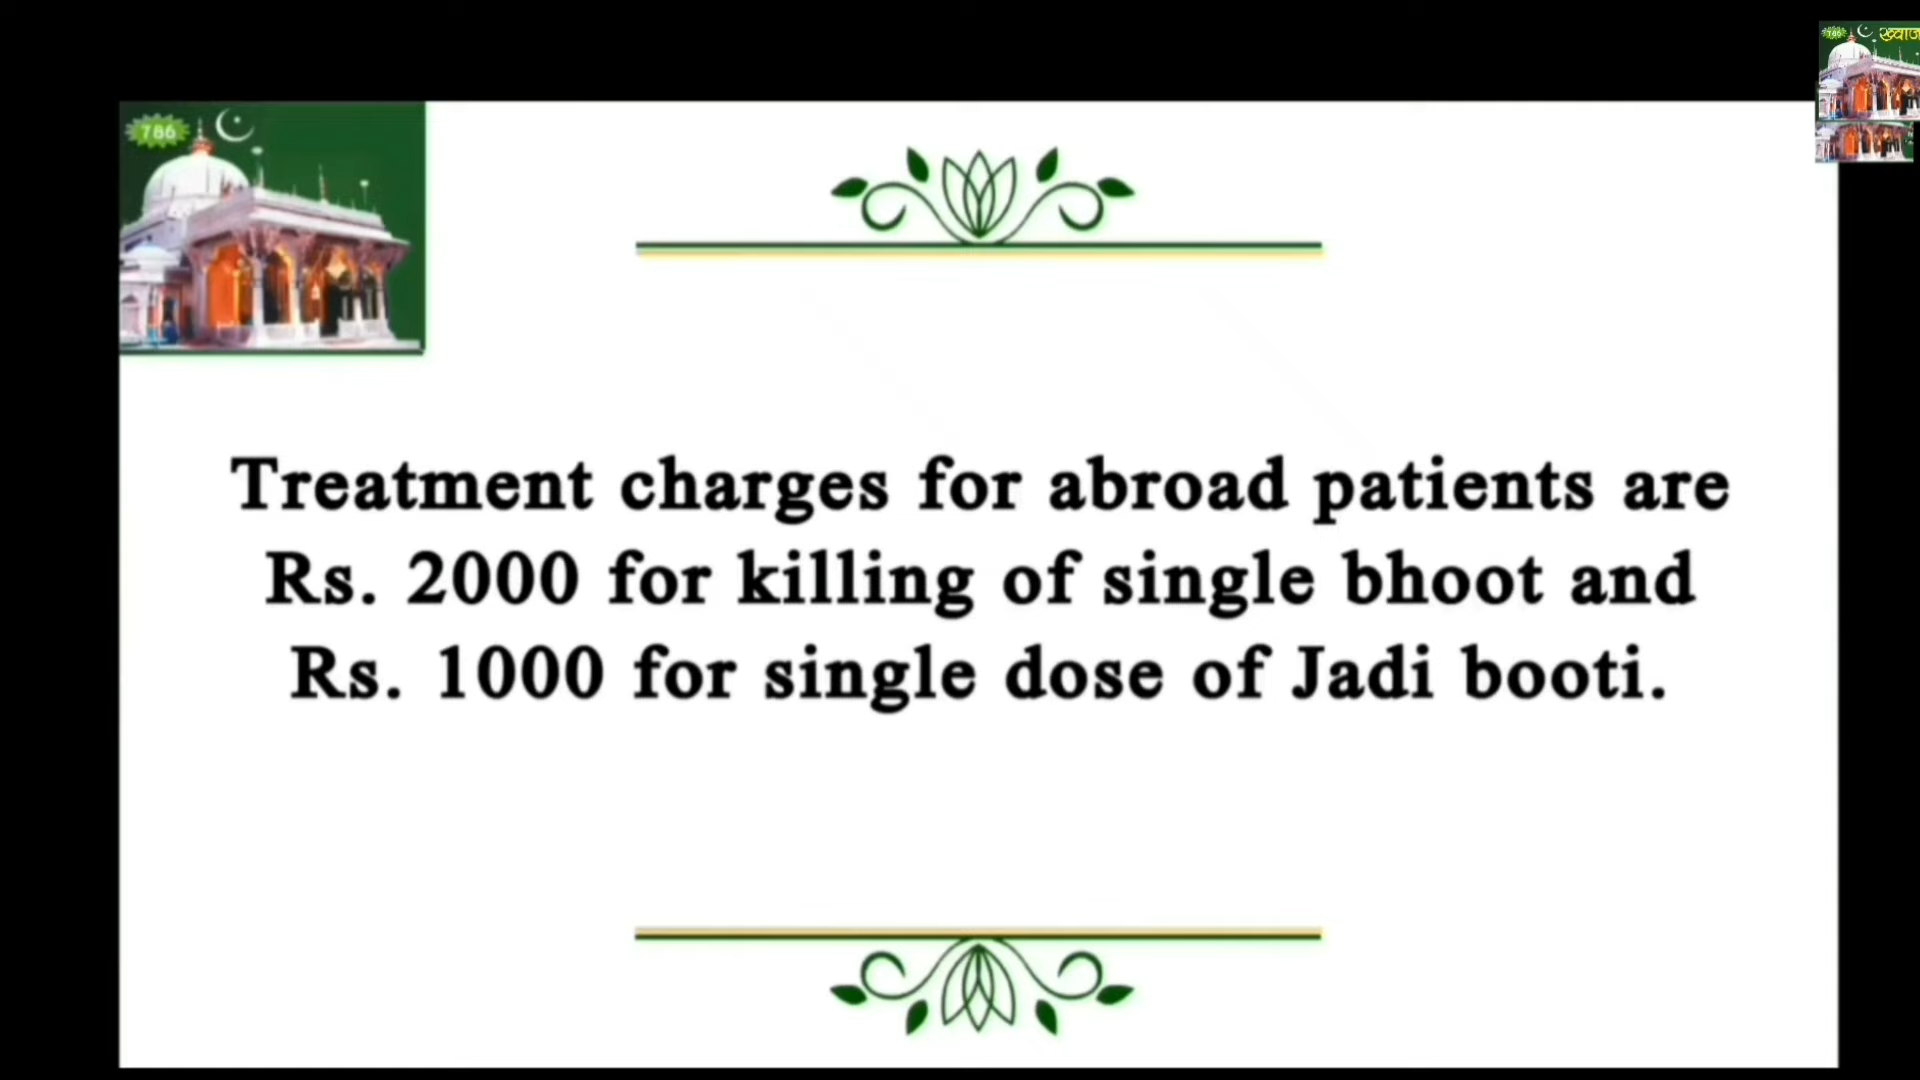 786
786
ख्वाज
Treatment charges for abroad patients are
Rs. 2000 for killing of single bhoot and
Rs. 1000 for single dose of Jadi booti.